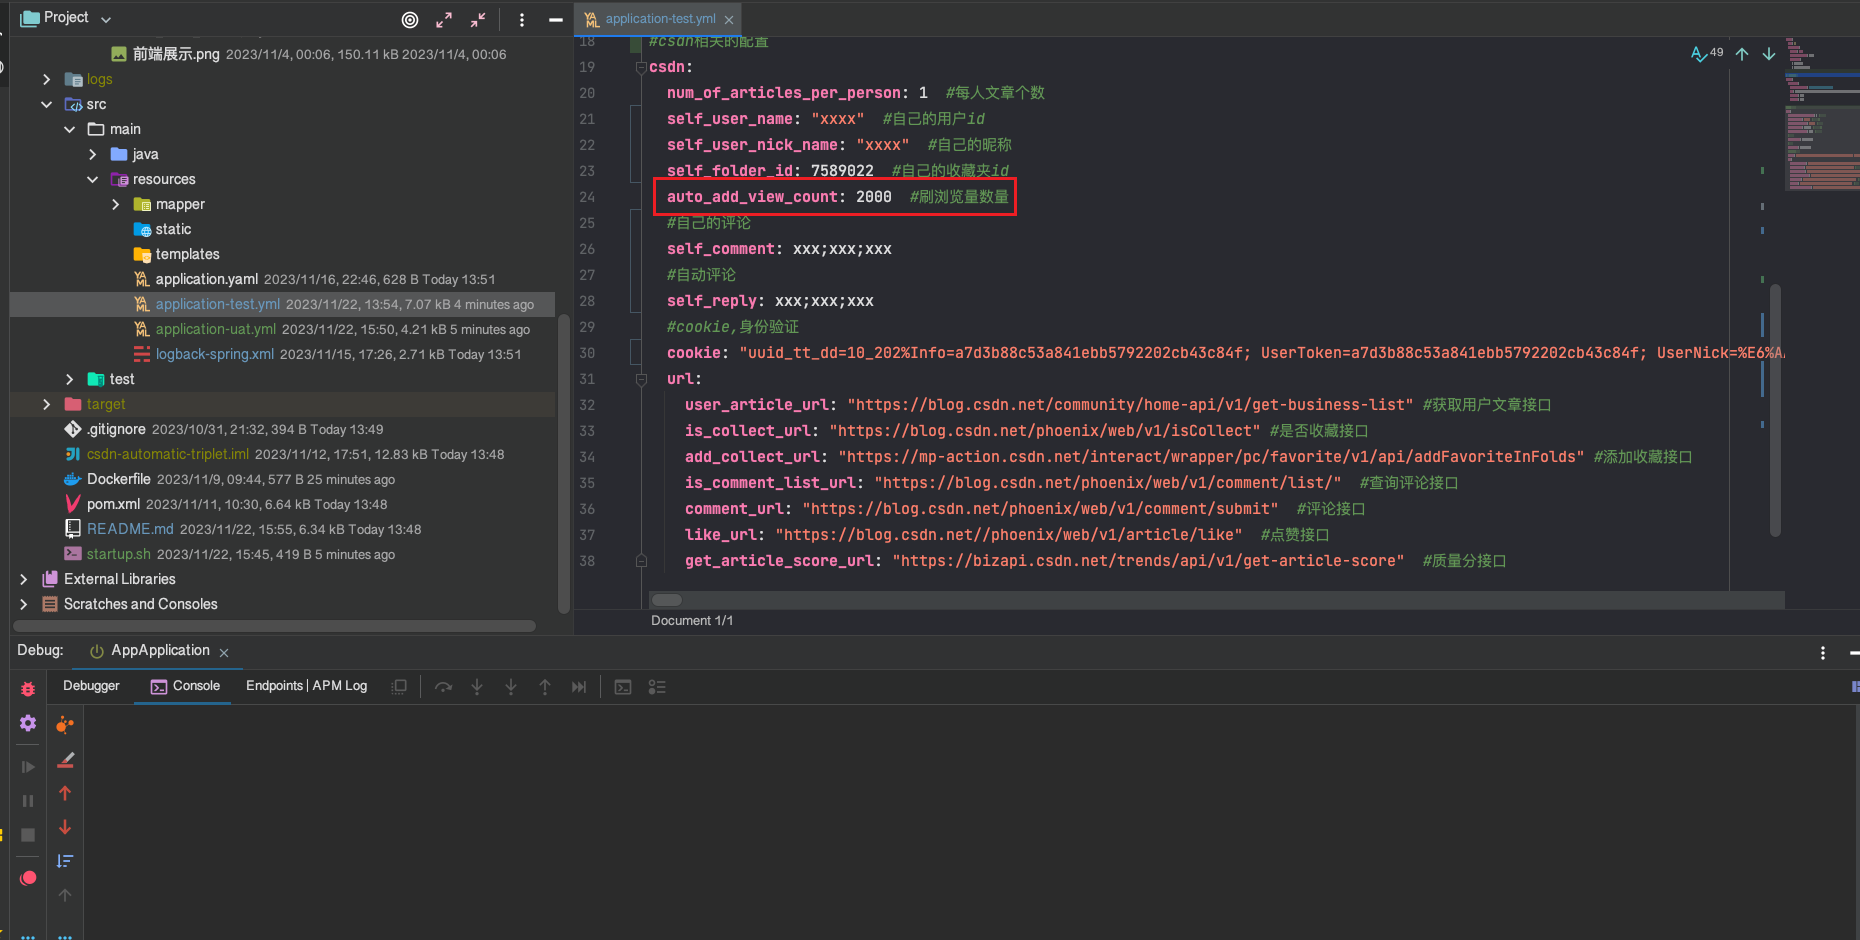 Project
前端展示.png 2023/11/4, 00:06, 150.11 kB 2023/11/4, 00:06
logs
src
main
java
resources
mapper
static
templates
application.yaml 2023/11/16, 22:46, 628 B Today 13:51
application-test.yml 2023/11/22, 13:54, 7.07 kB 4 minutes ago
application-uat.yml 2023/11/22, 15:50, 4.21 kB 5 minutes ago
logback-spring.xml 2023/11/15, 17:26, 2.71 kB Today 13:51
test
target
.gitignore 2023/10/31, 21:32, 394 B Today 13:49
csdn-automatic-triplet.iml 2023/11/12, 17:51, 12.83 kB Today 13:48
Dockerfile 2023/11/9, 09:44, 577 B 25 minutes ago
pom.xml 2023/11/11, 10:30, 6.64 kB Today 13:48
README.md 2023/11/22, 15:55, 6.34 kB Today 13:48
startup.sh 2023/11/22, 15:45, 419 B 5 minutes ago
External Libraries
Scratches and Consoles
application-test.yml
49
18 #csdn相关的配置
19 csdn:
20 num_of_articles_per_person: 1 #每人文章个数
21 self_user_name: "xxxx" #自己的用户id
22 self_user_nick_name: "xxxx" #自己的昵称
23 self_folder_id: 7589022 #自己的收藏夹id
24 auto_add_view_count: 2000 #刷浏览量数量
25 #自己的评论
26 self_comment: xxx;xxx;xxx
27 #自动评论
28 self_reply: xxx;xxx;xxx
29 #cookie,身份验证
30 cookie: "uuid_tt_dd=10_202%Info=a7d3b88c53a841ebb5792202cb43c84f; UserToken=a7d3b88c53a841ebb5792202cb43c84f; UserNick=%E6%A
31 url:
32 user_article_url: "https://blog.csdn.net/community/home-api/v1/get-business-list" #获取用户文章接口
33 is_collect_url: "https://blog.csdn.net/phoenix/web/v1/isCollect" #是否收藏接口
34 add_collect_url: "https://mp-action.csdn.net/interact/wrapper/pc/favorite/v1/api/addFavoriteInFolds" #添加收藏接口
35 is_comment_list_url: "https://blog.csdn.net/phoenix/web/v1/comment/list/" #查询评论接口
36 comment_url: "https://blog.csdn.net/phoenix/web/v1/comment/submit" #评论接口
37 like_url: "https://blog.csdn.net//phoenix/web/v1/article/like" #点赞接口
38 get_article_score_url: "https://bizapi.csdn.net/trends/api/v1/get-article-score" #质量分接口
Document 1/1
Debug: AppApplication
Debugger Console Endpoints | APM Log